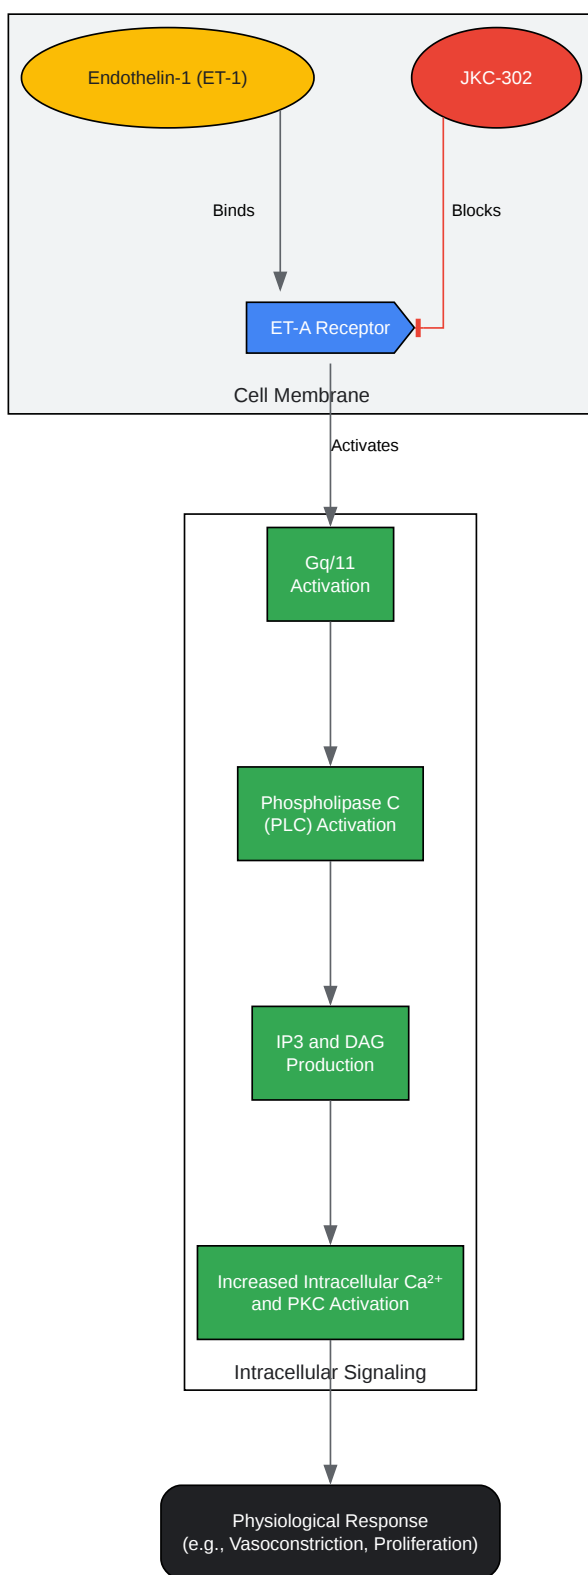 Endothelin-1 (ET-1)
JKC-302
Binds
Blocks
ET-A Receptor
Cell Membrane
Activates
Gq/11
Activation
Phospholipase C
(PLC) Activation
IP3 and DAG
Production
Increased Intracellular Ca²⁺
and PKC Activation
Intracellular Signaling
Physiological Response
(e.g., Vasoconstriction, Proliferation)